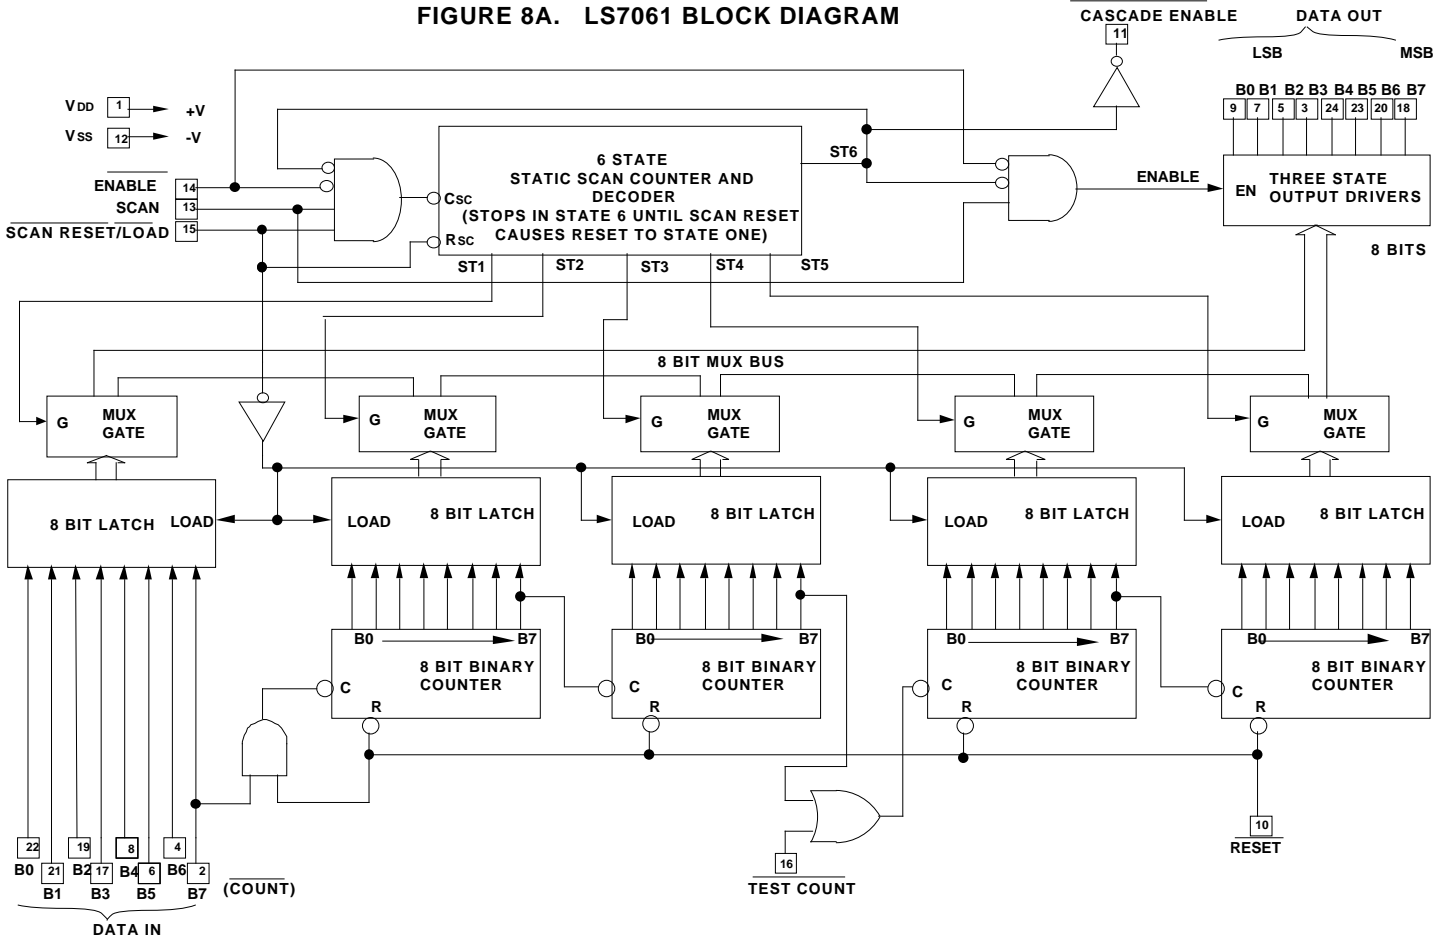 FIGURE 8A. LS7061 BLOCK DIAGRAM
CASCADE ENABLE
11
DATA OUT
LSB
MSB
B0 B1 B2 B3 B4 B5 B6 B7
9 7 5 3 24 23 20 18
VDD 1 +V
VSS 12 -V
ENABLE 14
SCAN 13
SCAN RESET/LOAD 15
CSC
RSC
6 STATE
STATIC SCAN COUNTER AND
DECODER
(STOPS IN STATE 6 UNTIL SCAN RESET
CAUSES RESET TO STATE ONE)
ST6
ST1
ST2
ST3
ST4
ST5
ENABLE
EN
THREE STATE
OUTPUT DRIVERS
8 BITS
8 BIT MUX BUS
G
MUX
GATE
G
MUX
GATE
G
MUX
GATE
G
MUX
GATE
G
MUX
GATE
8 BIT LATCH LOAD
LOAD 8 BIT LATCH
LOAD 8 BIT LATCH
LOAD 8 BIT LATCH
LOAD 8 BIT LATCH
B0 B7
8 BIT BINARY
COUNTER
C
R
B0 B7
8 BIT BINARY
COUNTER
C
R
B0 B7
8 BIT BINARY
COUNTER
C
R
B0 B7
8 BIT BINARY
COUNTER
C
R
22 19 8 4
B0 B2 B4 B6
21 17 6 2
B1 B3 B5 B7
(COUNT)
DATA IN
16
TEST COUNT
10
RESET